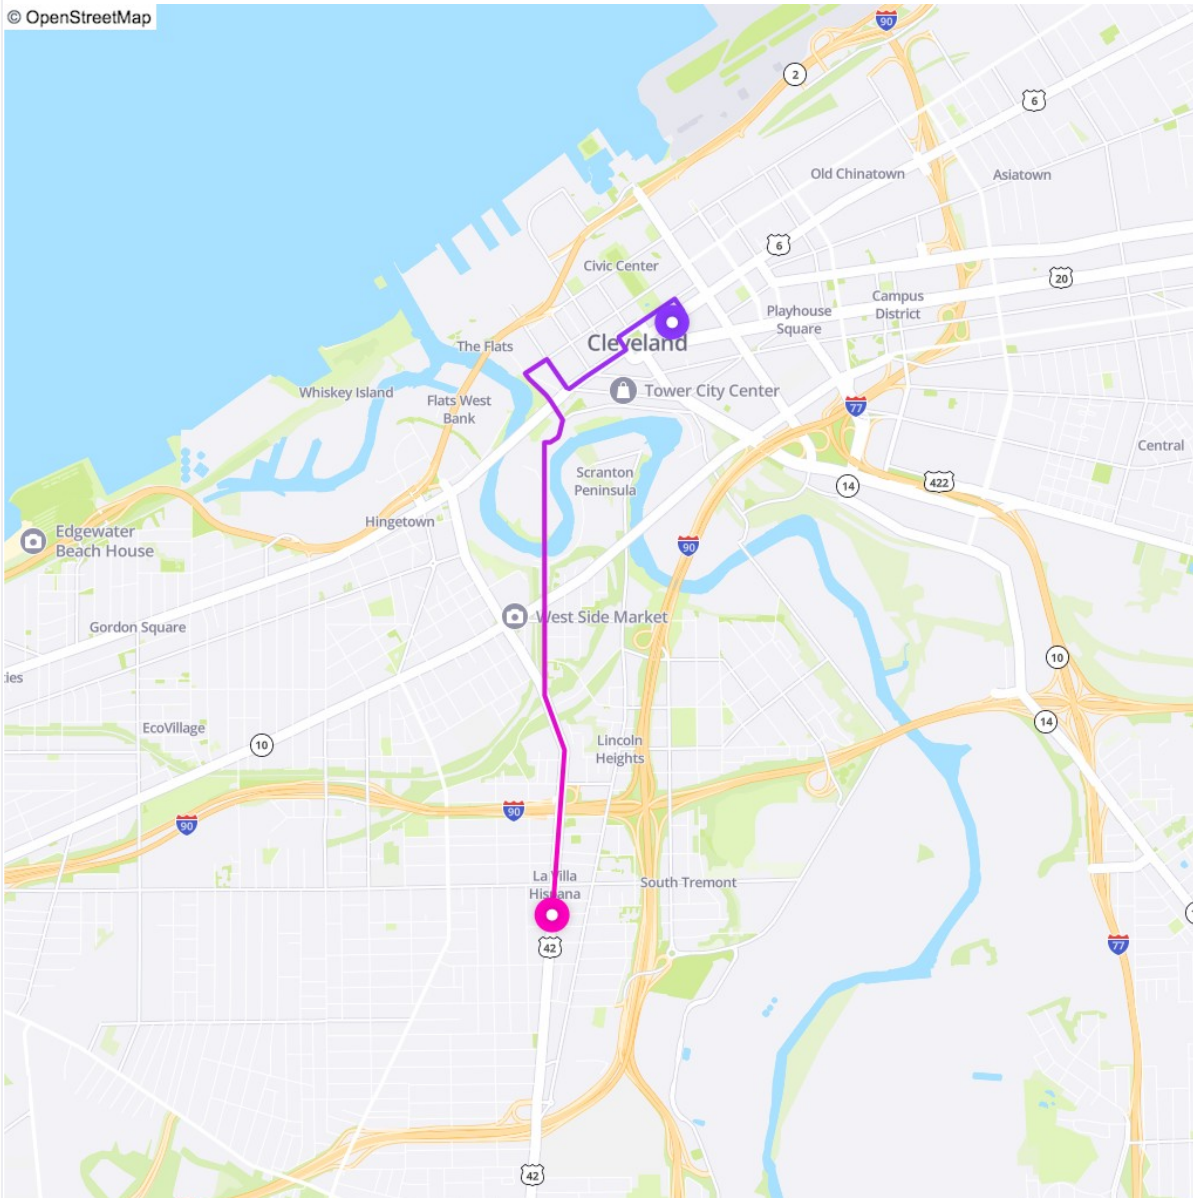 © OpenStreetMap
90
2
6
Old Chinatown
Asiatown
6
Civic Center
20
Campus
District
Playhouse
Square
Cleveland
The Flats
Tower City Center
Whiskey Island
Flats West
Bank
77
Central
Scranton
Peninsula
14
422
Hingetown
Edgewater
Beach House
90
West Side Market
Gordon Square
10
ies
14
EcoVillage
10
Lincoln
Heights
90
90
La Villa
Hispana
South Tremont
42
77
42